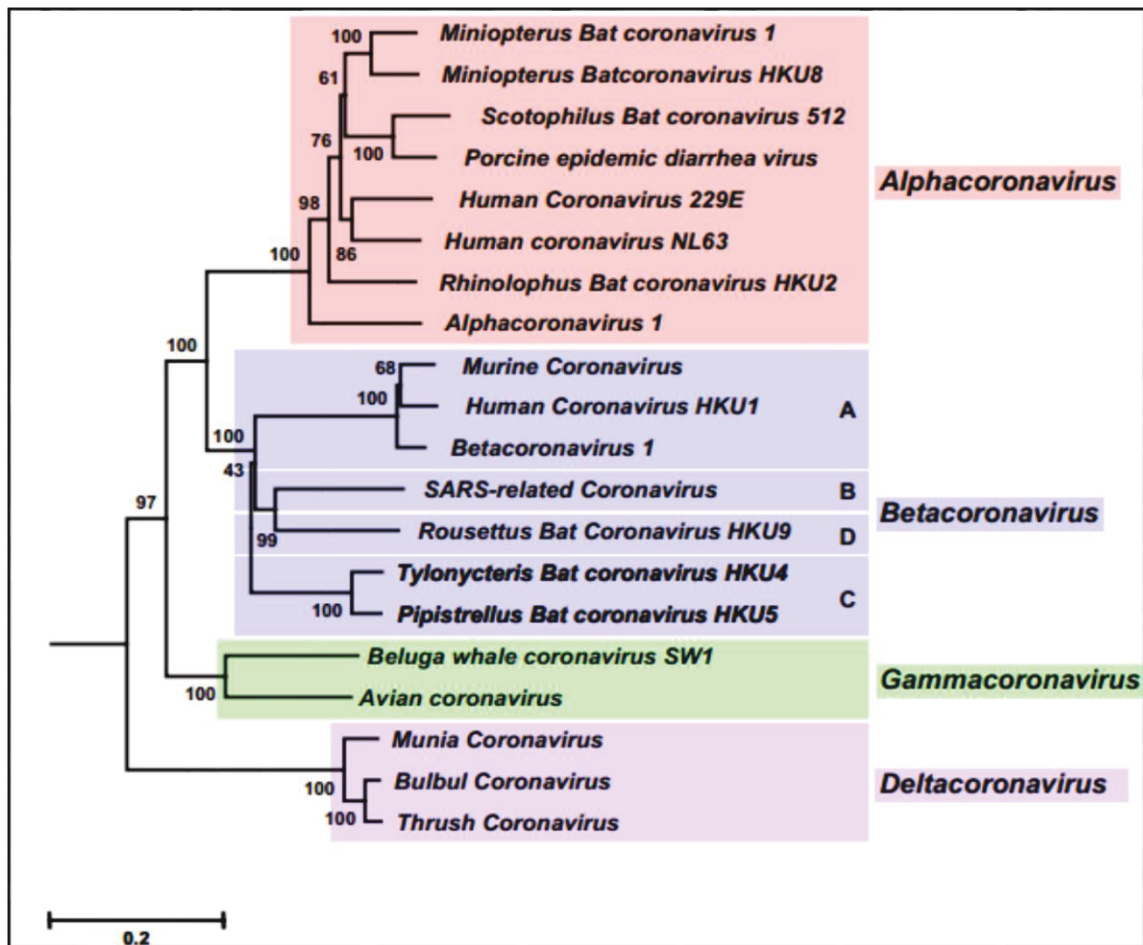 100
Miniopterus Bat coronavirus 1
Miniopterus Batcoronavirus HKU8
61
Scotophilus Bat coronavirus 512
100
Porcine epidemic diarrhea virus
76
Human Coronavirus 229E
98
Human coronavirus NL63
86
100
Rhinolophus Bat coronavirus HKU2
Alphacoronavirus 1
Alphacoronavirus
100
68
Murine Coronavirus
100
Human Coronavirus HKU1
A
Betacoronavirus 1
100
43
SARS-related Coronavirus
B
Rousettus Bat Coronavirus HKU9
D
99
Tylonycteris Bat coronavirus HKU4
C
100
Pipistrellus Bat coronavirus HKU5
Betacoronavirus
97
Beluga whale coronavirus SW1
100
Avian coronavirus
Gammacoronavirus
Munia Coronavirus
100
Bulbul Coronavirus
100
Thrush Coronavirus
Deltacoronavirus
0.2